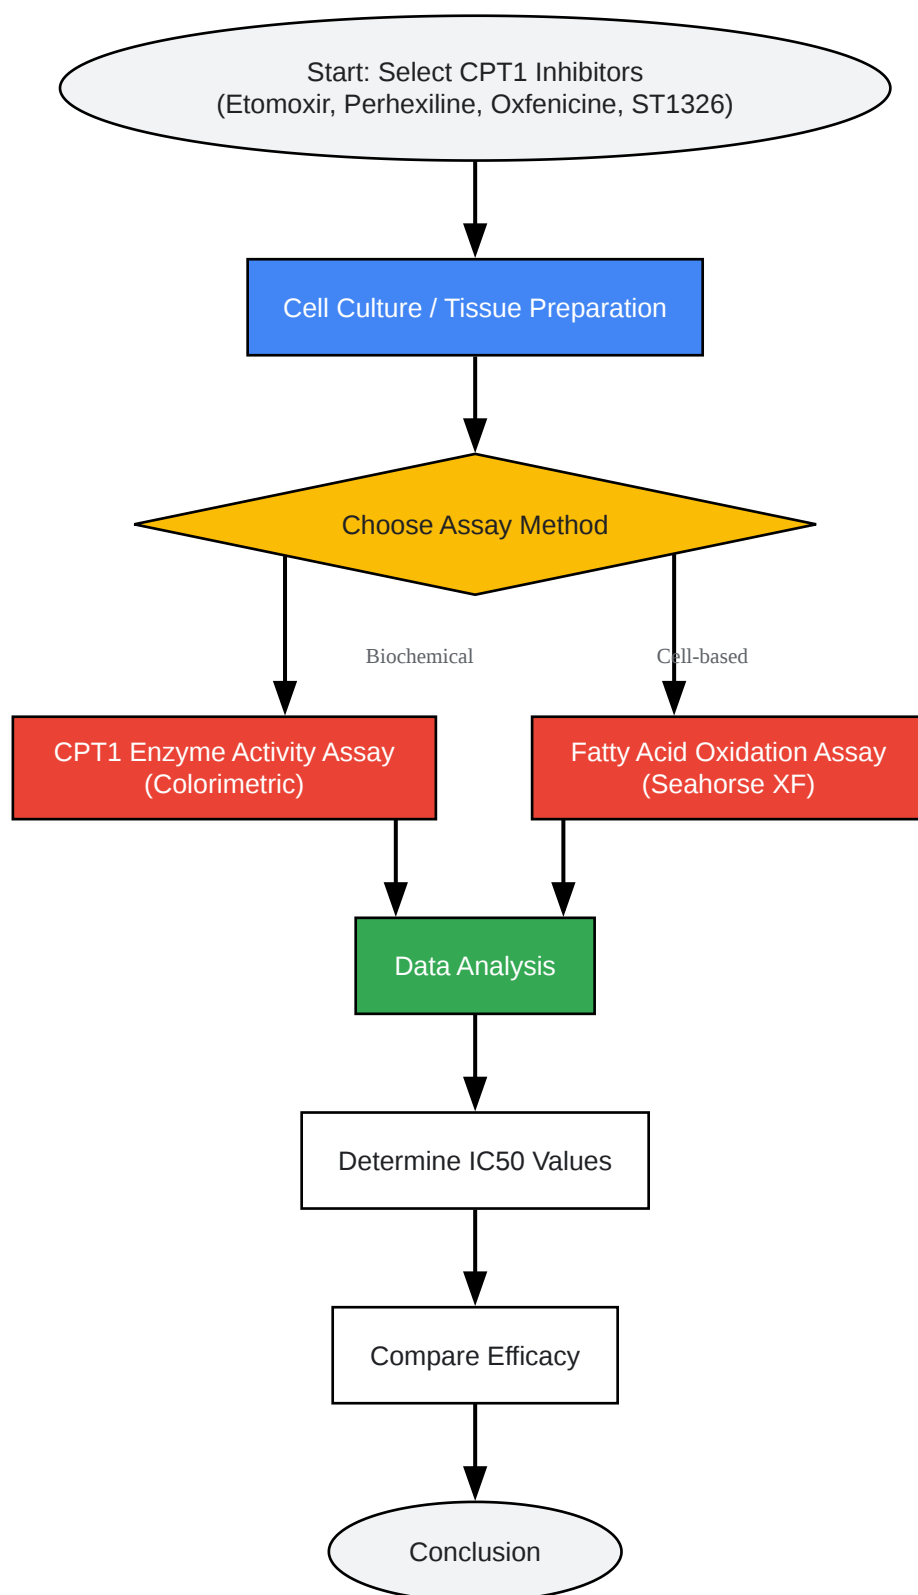 Start: Select CPT1 Inhibitors
(Etomoxir, Perhexiline, Oxfenicine, ST1326)
Cell Culture / Tissue Preparation
Choose Assay Method
Biochemical
Cell-based
CPT1 Enzyme Activity Assay
(Colorimetric)
Fatty Acid Oxidation Assay
(Seahorse XF)
Data Analysis
Determine IC50 Values
Compare Efficacy
Conclusion